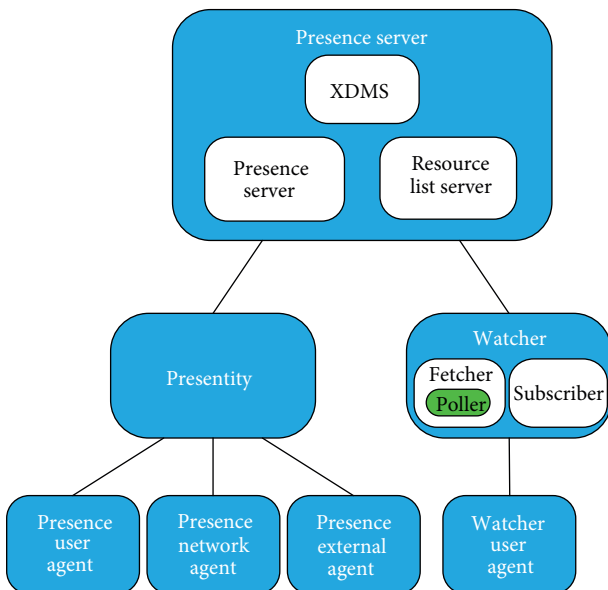 Presence server
XDMS
Presence
server
Resource
list server
Presentity
Watcher
Fetcher
Poller
Subscriber
Presence
user
agent
Presence
network
agent
Presence
external
agent
Watcher
user
agent